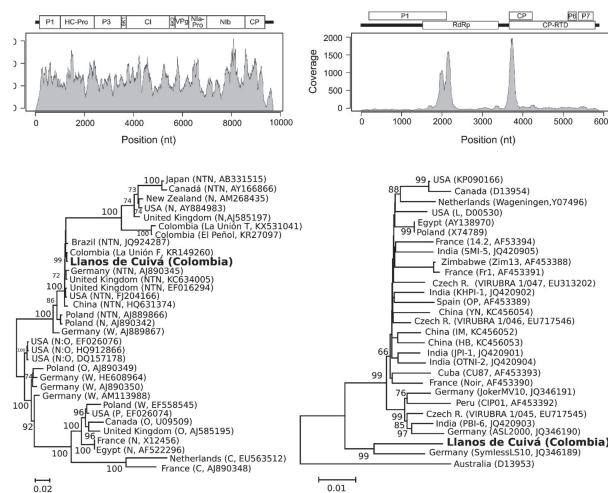 P1 HC-Pro P3 CI VPg NIa-Pro NIb CP
0 2000 4000 6000 8000 10000
Position (nt)
P1 RdRp CP CP-RTD P6 P7
Coverage
2000
1500
1000
500
0
0 1000 2000 3000 4000 5000
Position (nt)
Japan (NTN, AB331515)
Canadá (NTN, AY166866)
New Zealand (N, AM268435)
USA (N, AY884983)
United Kingdom (N,AJ585197)
Colombia (La Unión T, KX531041)
Colombia (El Peñol, KR27097)
Brazil (NTN, JQ924287)
Colombia (La Unión F, KR149260)
Llanos de Cuivá (Colombia)
Germany (NTN, AJ890345)
United Kingdom (NTN, KC634005)
United Kingdom (NTN, EF016294)
USA (NTN, FJ204166)
China (NTN, HQ631374)
Poland (NTN, AJ889866)
Poland (N, AJ890342)
Germany (W, AJ889867)
USA (N:O, EF026076)
USA (N:O, HQ912866)
USA (N:O, DQ157178)
Poland (O, AJ890349)
Germany (W, HE608964)
Germany (W, AJ890350)
Germany (W, AM113988)
Poland (W, EF558545)
USA (P, EF026074)
Canada (O, U09509)
United Kingdom (O, AJ585195)
France (N, X12456)
Egypt (N, AF522296)
Netherlands (C, EU563512)
France (C, AJ890348)
100
73
74
100
100
99
72
100
86
100
100
74
100
92
96
100
96
100
100
100
0.02
USA (KP090166)
Canada (D13954)
Netherlands (Wageningen,Y07496)
USA (L, D00530)
Egypt (AY138970)
Poland (X74789)
France (14.2, AF53394)
India (SMI-5, JQ420905)
Zimbabwe (Zim13, AF453388)
France (Fr1, AF453391)
Czech R. (VIRUBRA 1/047, EU313202)
India (KHPI-1, JQ420902)
Spain (OP, AF453389)
China (YN, KC456054)
Czech R. (VIRUBRA 1/046, EU717546)
China (IM, KC456052)
China (HB, KC456053)
India (JPI-1, JQ420901)
India (OTNI-2, JQ420904)
Cuba (CU87, AF453393)
France (Noir, AF453390)
Germany (JokerMV10, JQ346191)
Peru (CIP01, AF453392)
Czech R. (VIRUBRA 1/045, EU717545)
India (PBI-6, JQ420903)
Germany (ASL2000, JQ346190)
Llanos de Cuivá (Colombia)
Germany (SymlessLS10, JQ346189)
Australia (D13953)
99
88
99
66
99
76
99
85
97
99
0.01